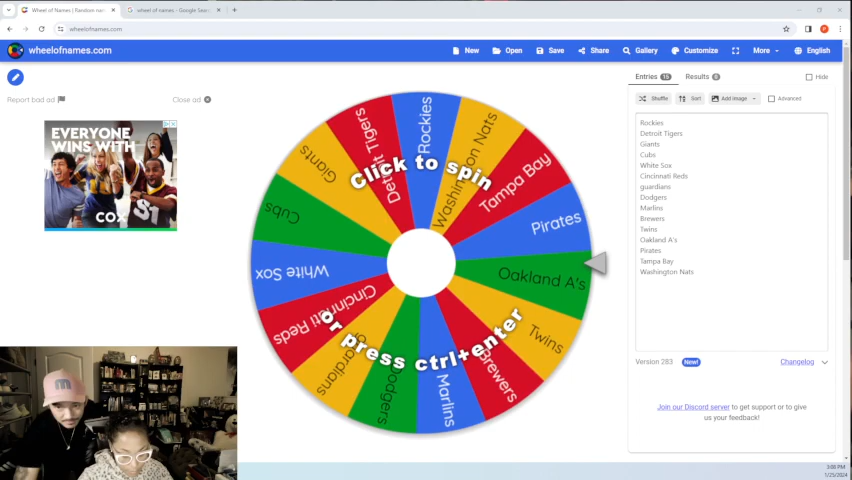 Wheel of Names | Random nam
wheel of names - Google Sear
wheelofnames.com
wheelofnames.com
New
Open
Save
Share
Gallery
Customize
More
English
Report bad ad
Close ad
EVERYONE
WINS WITH
COX
Click to spin
or press ctrl+enter
Rockies
Washington Nats
Tampa Bay
Pirates
Oakland A's
Twins
Brewers
Marlins
Dodgers
guardians
Cincinnati Reds
White Sox
Cubs
Giants
Detroit Tigers
Entries 15
Results 0
Hide
Shuffle
Sort
Add image
Advanced
Rockies
Detroit Tigers
Giants
Cubs
White Sox
Cincinnati Reds
guardians
Dodgers
Marlins
Brewers
Twins
Oakland A's
Pirates
Tampa Bay
Washington Nats
Version 283
New!
Changelog
Join our Discord server to get support or to give
us your feedback!
3:08 PM
1/25/2024